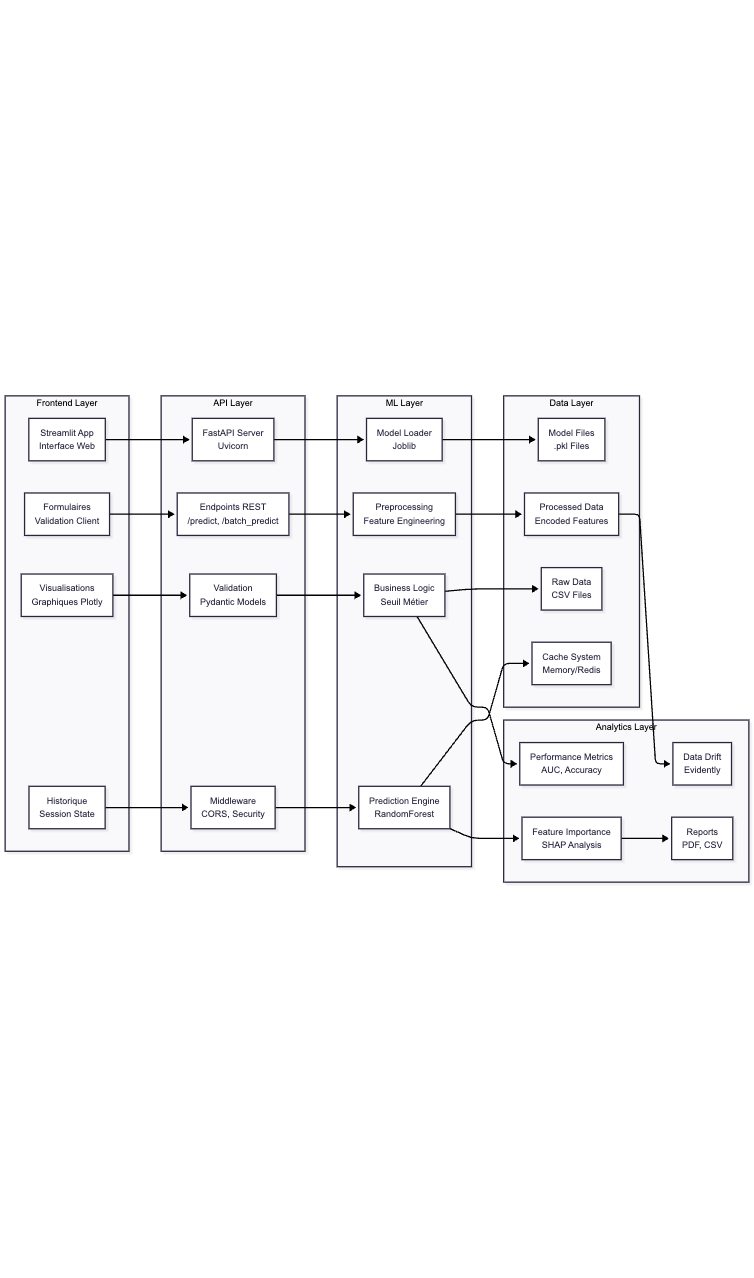 Frontend Layer
Streamlit App
Interface Web
Formulaires
Validation Client
Visualisations
Graphiques Plotly
Historique
Session State
API Layer
FastAPI Server
Uvicorn
Endpoints REST
/predict, /batch_predict
Validation
Pydantic Models
Middleware
CORS, Security
ML Layer
Model Loader
Joblib
Preprocessing
Feature Engineering
Business Logic
Seuil Métier
Prediction Engine
RandomForest
Data Layer
Model Files
.pkl Files
Processed Data
Encoded Features
Raw Data
CSV Files
Cache System
Memory/Redis
Analytics Layer
Performance Metrics
AUC, Accuracy
Data Drift
Evidently
Feature Importance
SHAP Analysis
Reports
PDF, CSV